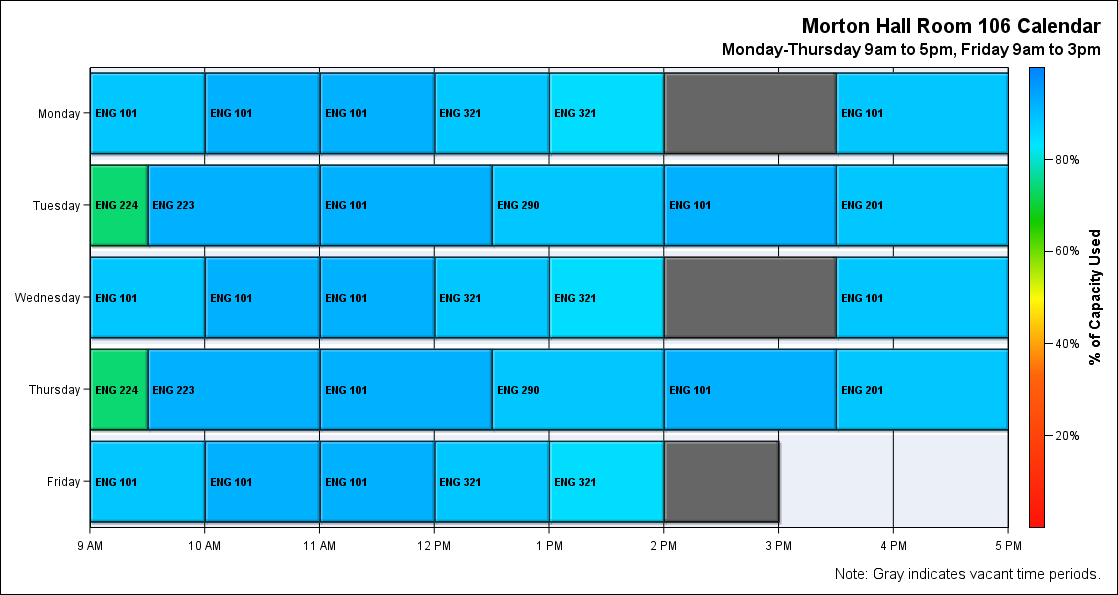 Morton Hall Room 106 Calendar
Monday-Thursday 9am to 5pm, Friday 9am to 3pm
Monday ENG 101 ENG 101 ENG 101 ENG 321 ENG 321 ENG 101
Tuesday ENG 224 ENG 223 ENG 101 ENG 290 ENG 101 ENG 201
Wednesday ENG 101 ENG 101 ENG 101 ENG 321 ENG 321 ENG 101
Thursday ENG 224 ENG 223 ENG 101 ENG 290 ENG 101 ENG 201
Friday ENG 101 ENG 101 ENG 101 ENG 321 ENG 321
9 AM 10 AM 11 AM 12 PM 1 PM 2 PM 3 PM 4 PM 5 PM
80%
60%
40%
20%
% of Capacity Used
Note: Gray indicates vacant time periods.